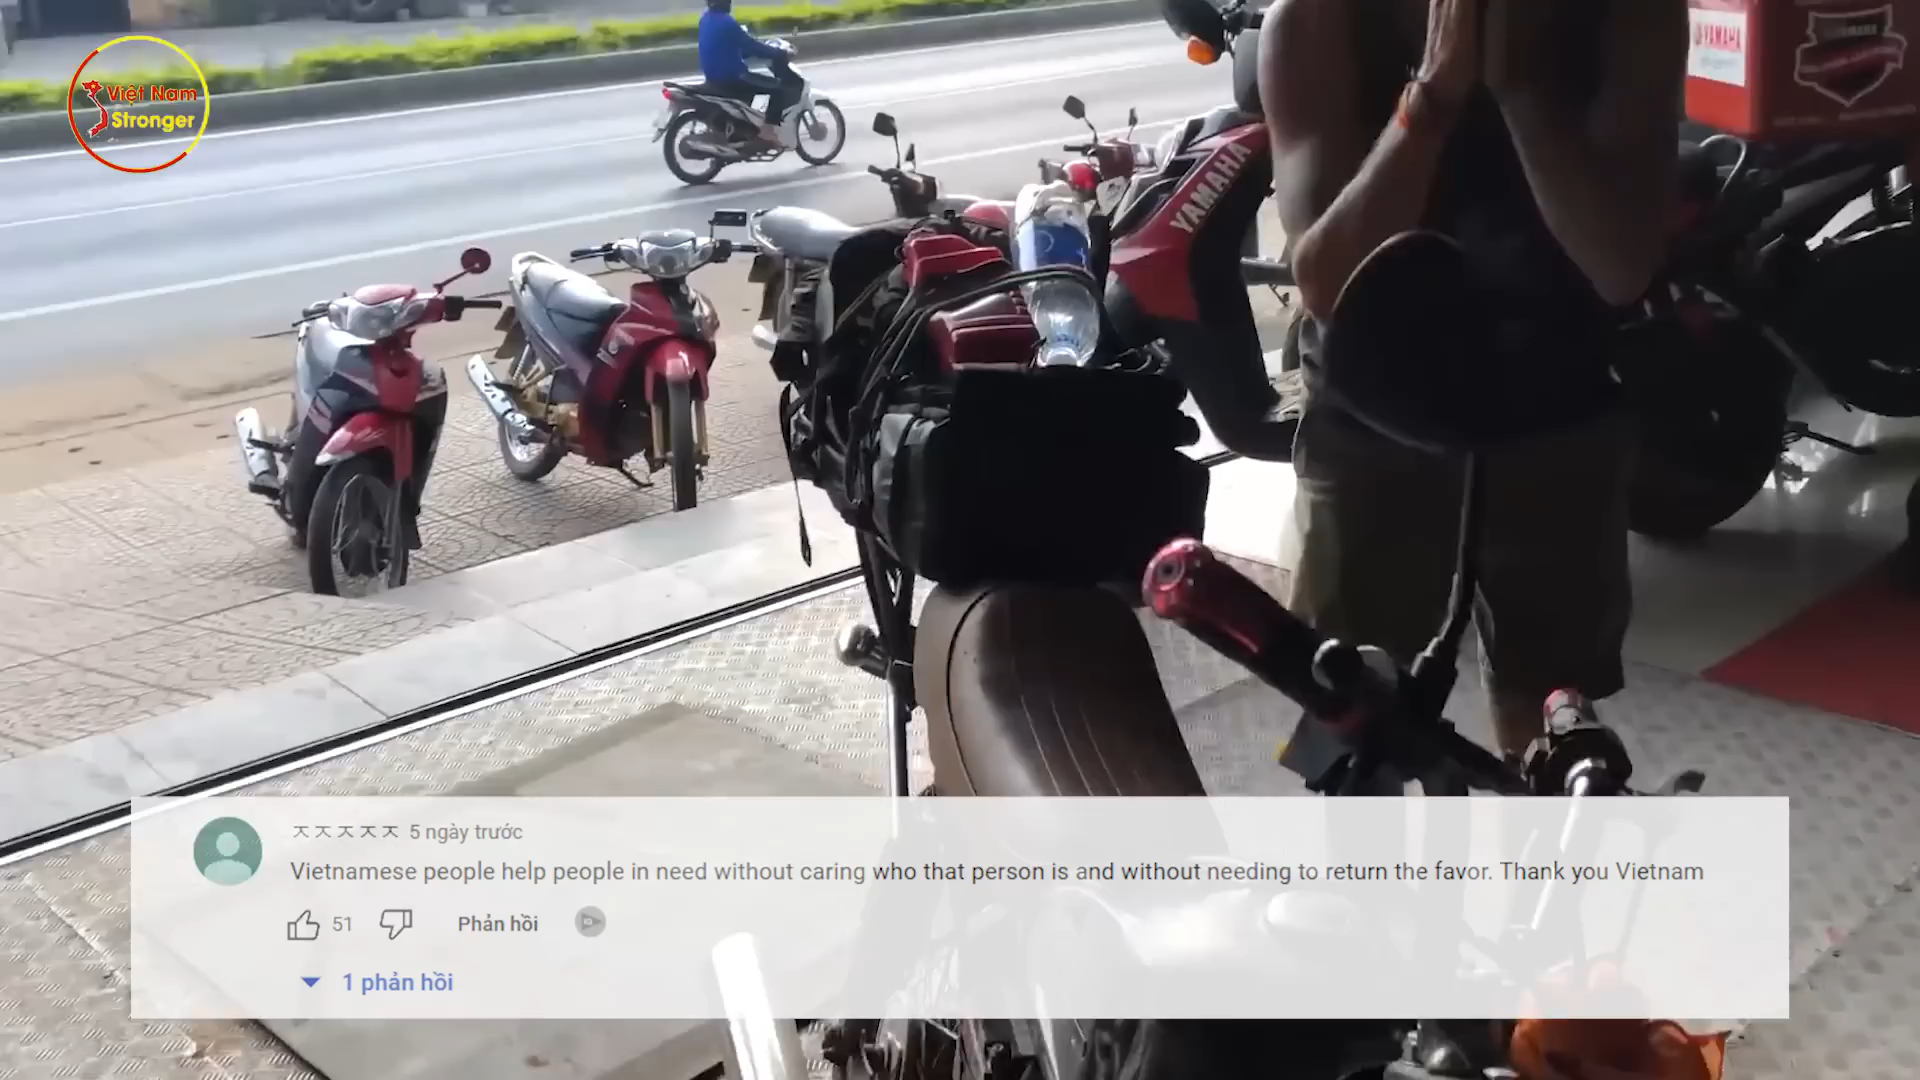 Việt Nam
Stronger
YAMAHA
YAMAHA
ㅈㅈㅈㅈㅈ 5 ngày trước
Vietnamese people help people in need without caring who that person is and without needing to return the favor. Thank you Vietnam
51
Phản hồi
1 phản hồi